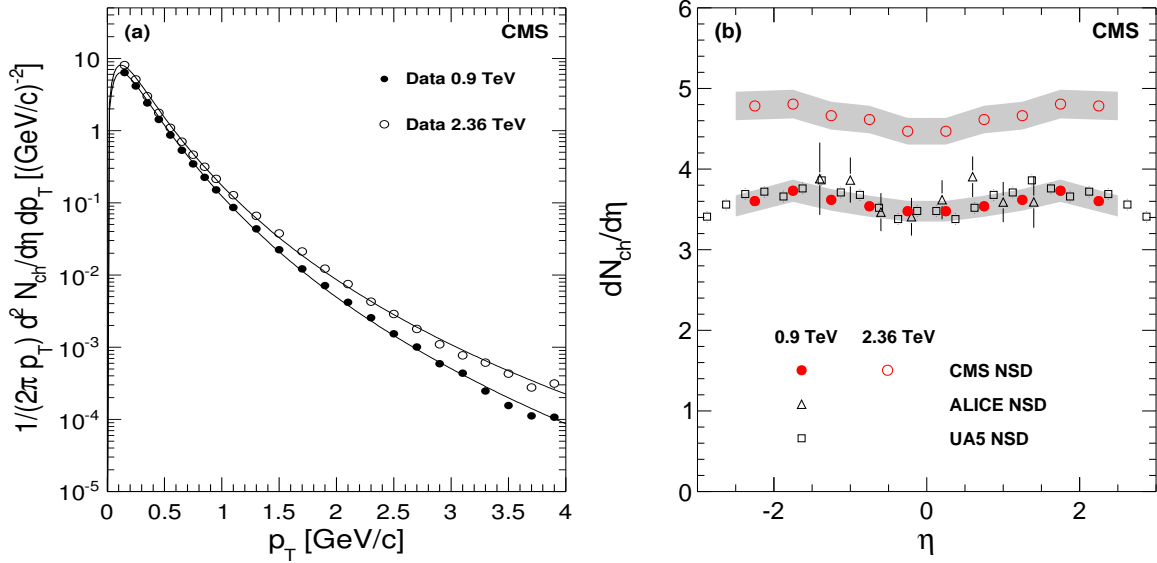 (a)
CMS
Data 0.9 TeV
Data 2.36 TeV
1/(2π p_T) d² N_ch/dη dp_T [(GeV/c)⁻²]
10
1
10⁻¹
10⁻²
10⁻³
10⁻⁴
10⁻⁵
0 0.5 1 1.5 2 2.5 3 3.5 4
p_T [GeV/c]
(b)
CMS
dN_ch/dη
6
5
4
3
2
1
0
0.9 TeV 2.36 TeV
CMS NSD
ALICE NSD
UA5 NSD
-2 0 2
η